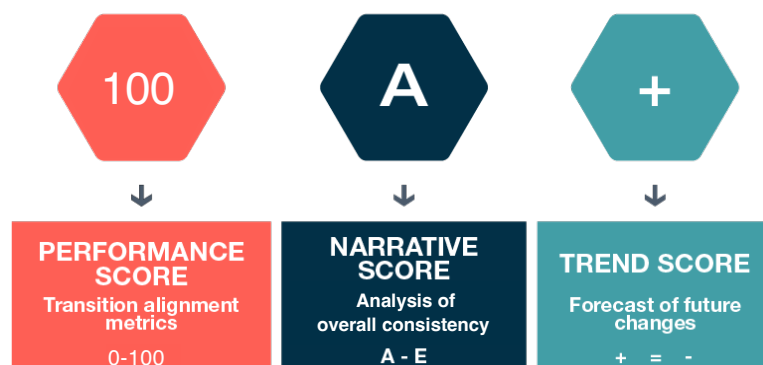 100
A
+
PERFORMANCE
SCORE
Transition alignment
metrics
0-100
NARRATIVE
SCORE
Analysis of
overall consistency
A - E
TREND SCORE
Forecast of future
changes
+ = -